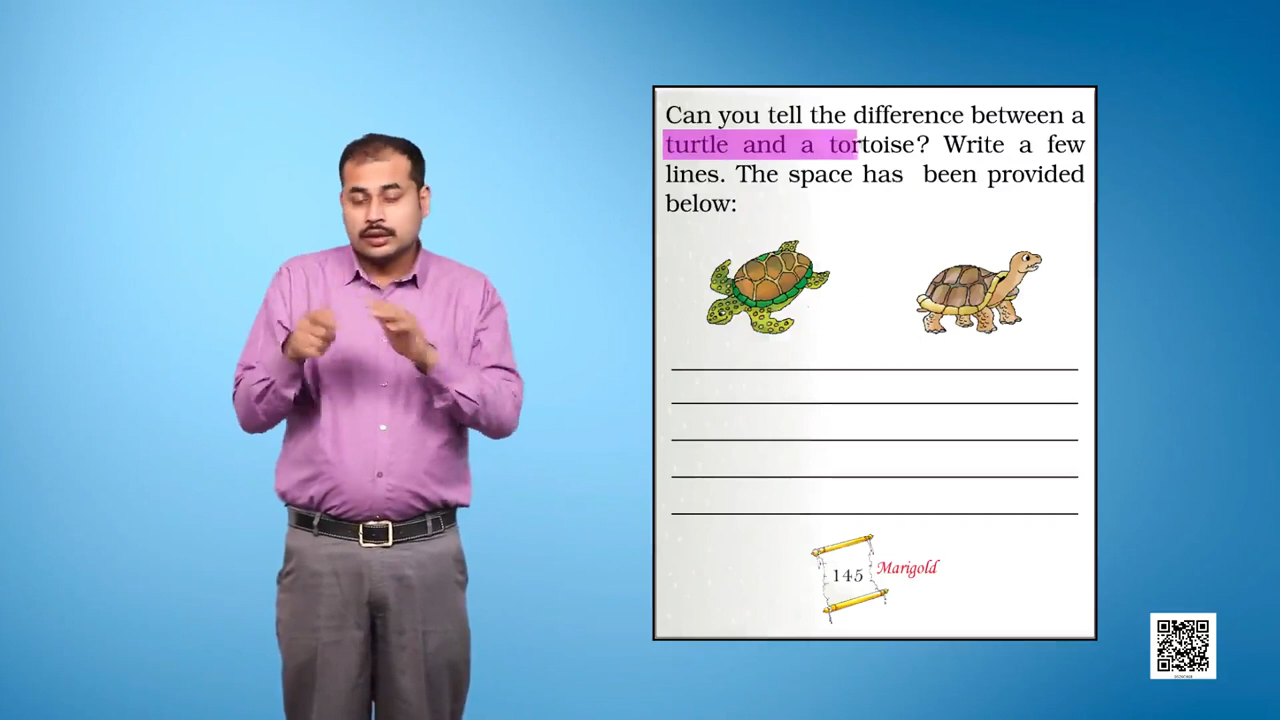 Can you tell the difference between a
turtle and a tortoise? Write a few
lines. The space has been provided
below:
145
Marigold